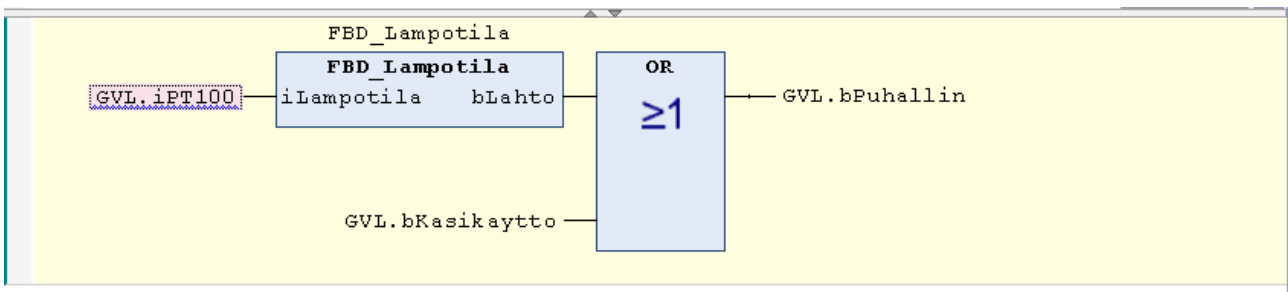 FBD_Lampotila
FBD_Lampotila
OR
GVL.iPT100
iLampotila
bLahto
GVL.bPuhallin
≥1
GVL.bKasikaytto